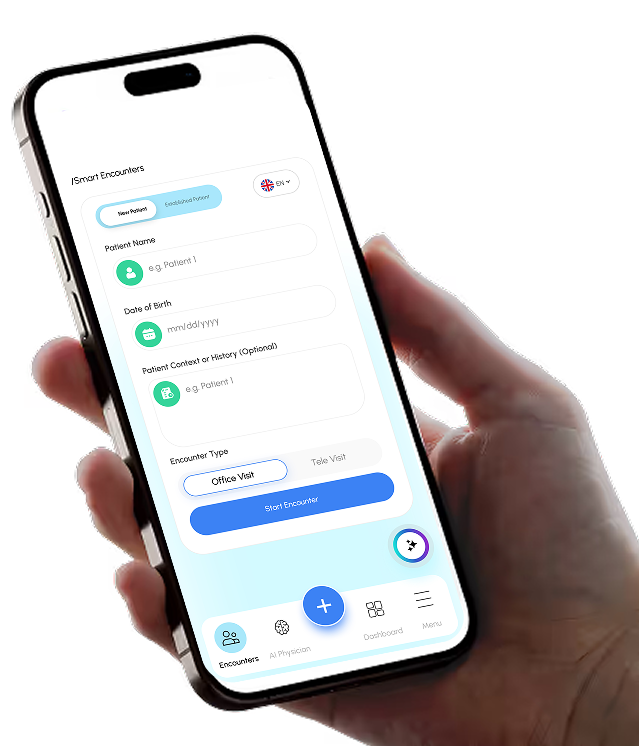 /Smart Encounters
New Patient
Established Patient
EN
Patient Name
e.g. Patient 1
Date of Birth
mm/dd/yyyy
Patient Context or History (Optional)
e.g. Patient 1
Encounter Type
Office Visit
Tele Visit
Start Encounter
Encounters
AI Physician
Dashboard
Menu